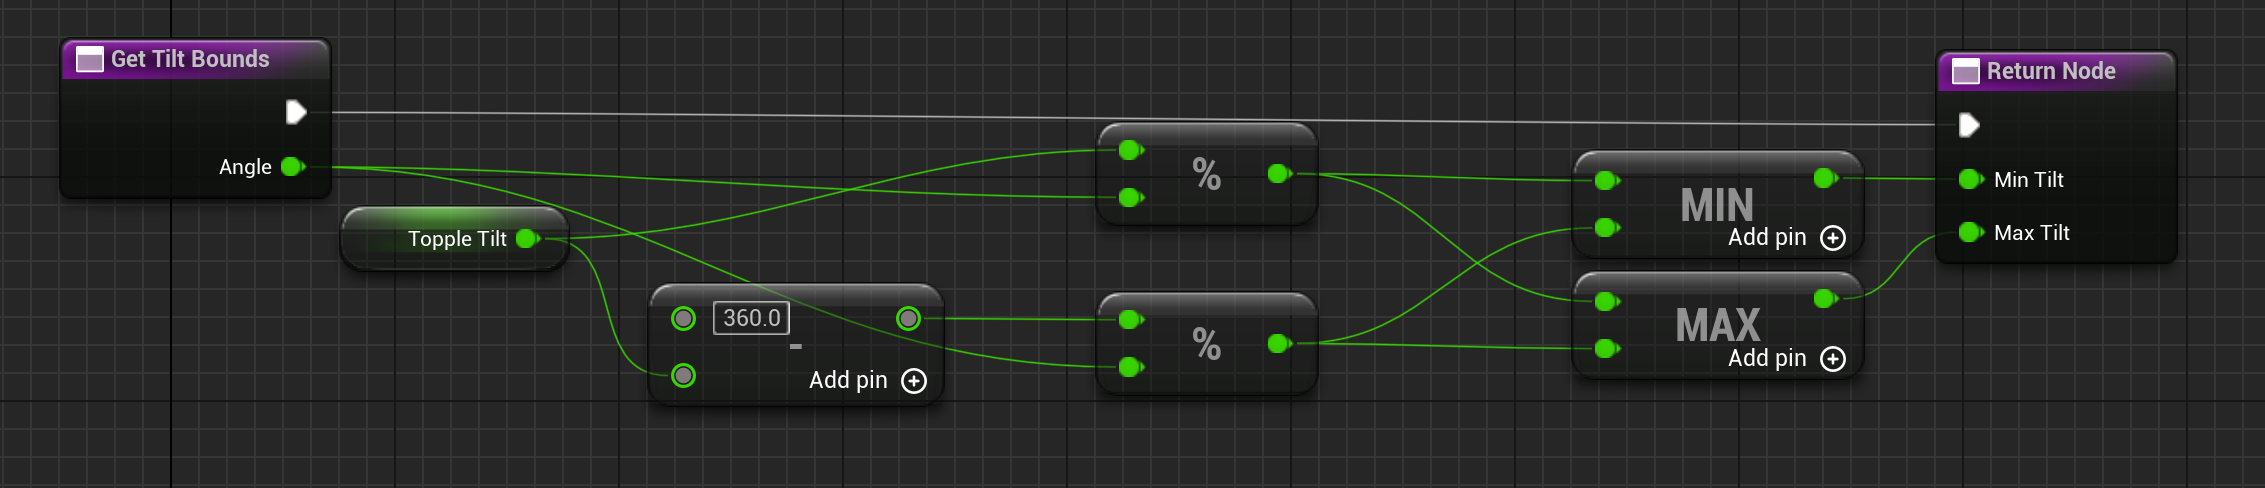 Get Tilt Bounds
Angle
Topple Tilt
360.0
-
Add pin
%
%
MIN
Add pin
MAX
Add pin
Return Node
Min Tilt
Max Tilt